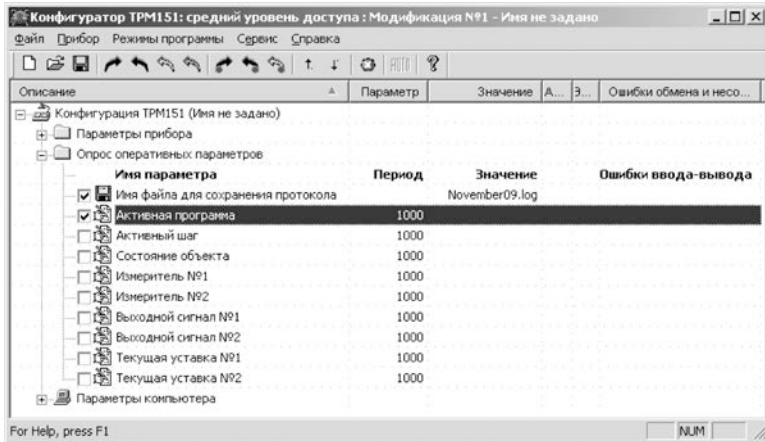 Конфигуратор ТРМ151: средний уровень доступа : Модификация №1 - Имя не задано
Файл Прибор Режимы программы Сервис Справка
AUTO
Описание Параметр Значение А... Э... Ошибки обмена и несо...
Конфигурация ТРМ151 (Имя не задано)
Параметры прибора
Опрос оперативных параметров
Имя параметра Период Значение Ошибки ввода-вывода
Имя файла для сохранения протокола November09.log
Активная программа 1000
Активный шаг 1000
Состояние объекта 1000
Измеритель №1 1000
Измеритель №2 1000
Выходной сигнал №1 1000
Выходной сигнал №2 1000
Текущая уставка №1 1000
Текущая уставка №2 1000
Параметры компьютера
For Help, press F1 NUM